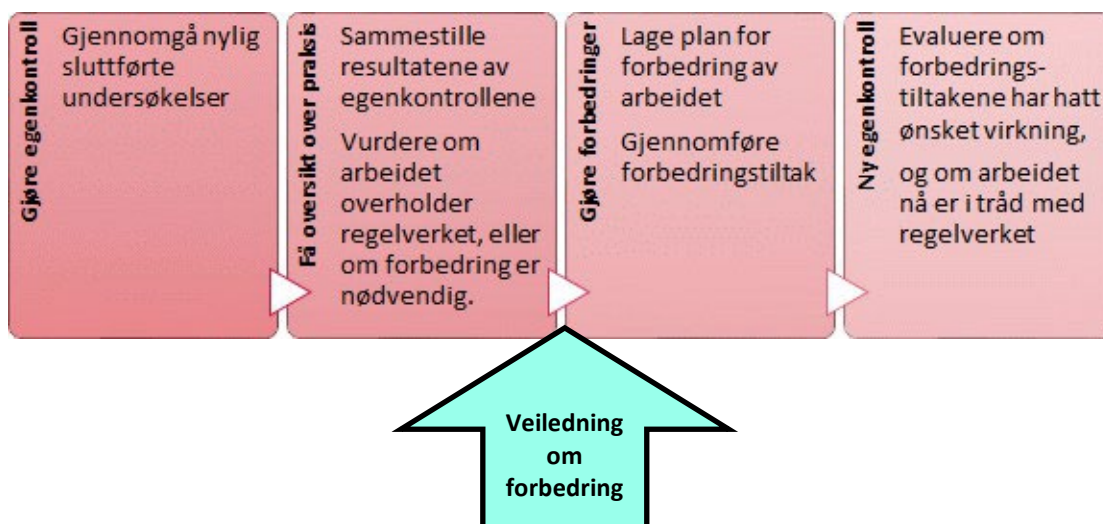 Gjøre egenkontroll
Gjennomgå nylig
sluttførte
undersøkelser
Få oversikt over praksis
Sammestille
resultatene av
egenkontrollene
Vurdere om
arbeidet
overholder
regelverket, eller
om forbedring er
nødvendig.
Gjøre forbedringer
Lage plan for
forbedring av
arbeidet
Gjennomføre
forbedringstiltak
Ny egenkontroll
Evaluere om
forbedrings-
tiltakene har hatt
ønsket virkning,
og om arbeidet
nå er i tråd med
regelverket
Veiledning
om
forbedring